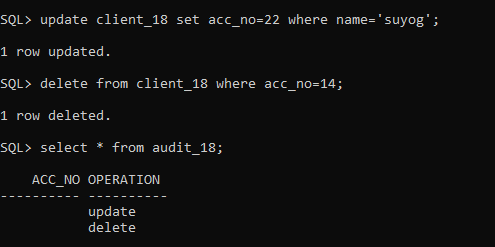 SQL> update client_18 set acc_no=22 where name='suyog';
1 row updated.
SQL> delete from client_18 where acc_no=14;
1 row deleted.
SQL> select * from audit_18;
ACC_NO OPERATION
---------- ----------
update
delete